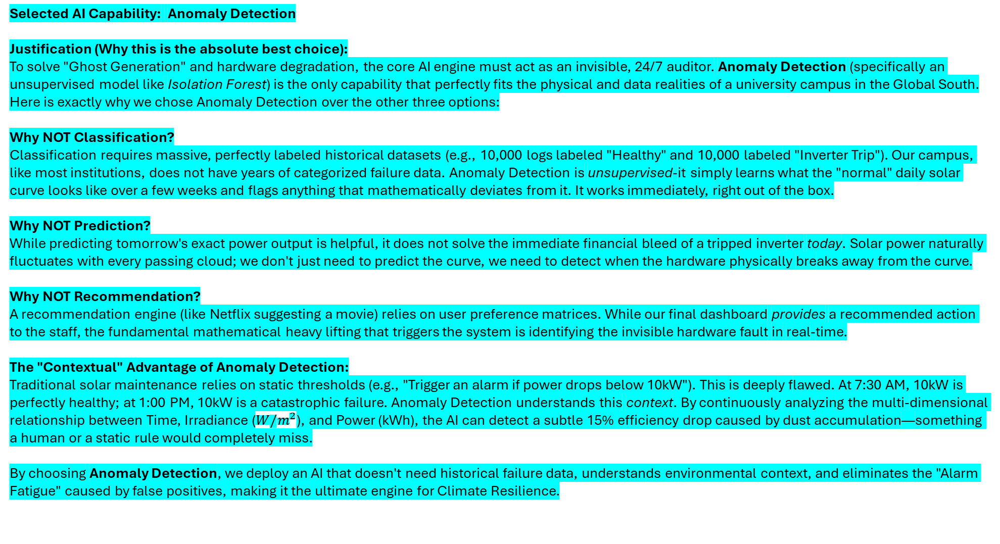 Selected AI Capability:  Anomaly Detection
Justification (Why this is the absolute best choice):
To solve "Ghost Generation" and hardware degradation, the core AI engine must act as an invisible, 24/7 auditor. Anomaly Detection (specifically an
unsupervised model like Isolation Forest) is the only capability that perfectly fits the physical and data realities of a university campus in the Global South.
Here is exactly why we chose Anomaly Detection over the other three options:
Why NOT Classification?
Classification requires massive, perfectly labeled historical datasets (e.g., 10,000 logs labeled "Healthy" and 10,000 labeled "Inverter Trip"). Our campus,
like most institutions, does not have years of categorized failure data. Anomaly Detection is unsupervised-it simply learns what the "normal" daily solar
curve looks like over a few weeks and flags anything that mathematically deviates from it. It works immediately, right out of the box.
Why NOT Prediction?
While predicting tomorrow's exact power output is helpful, it does not solve the immediate financial bleed of a tripped inverter today. Solar power naturally
fluctuates with every passing cloud; we don't just need to predict the curve, we need to detect when the hardware physically breaks away from the curve.
Why NOT Recommendation?
A recommendation engine (like Netflix suggesting a movie) relies on user preference matrices. While our final dashboard provides a recommended action
to the staff, the fundamental mathematical heavy lifting that triggers the system is identifying the invisible hardware fault in real-time.
The "Contextual" Advantage of Anomaly Detection:
Traditional solar maintenance relies on static thresholds (e.g., "Trigger an alarm if power drops below 10kW"). This is deeply flawed. At 7:30 AM, 10kW is
perfectly healthy; at 1:00 PM, 10kW is a catastrophic failure. Anomaly Detection understands this context. By continuously analyzing the multi-dimensional
relationship between Time, Irradiance (W/m²), and Power (kWh), the AI can detect a subtle 15% efficiency drop caused by dust accumulation—something
a human or a static rule would completely miss.
By choosing Anomaly Detection, we deploy an AI that doesn't need historical failure data, understands environmental context, and eliminates the "Alarm
Fatigue" caused by false positives, making it the ultimate engine for Climate Resilience.